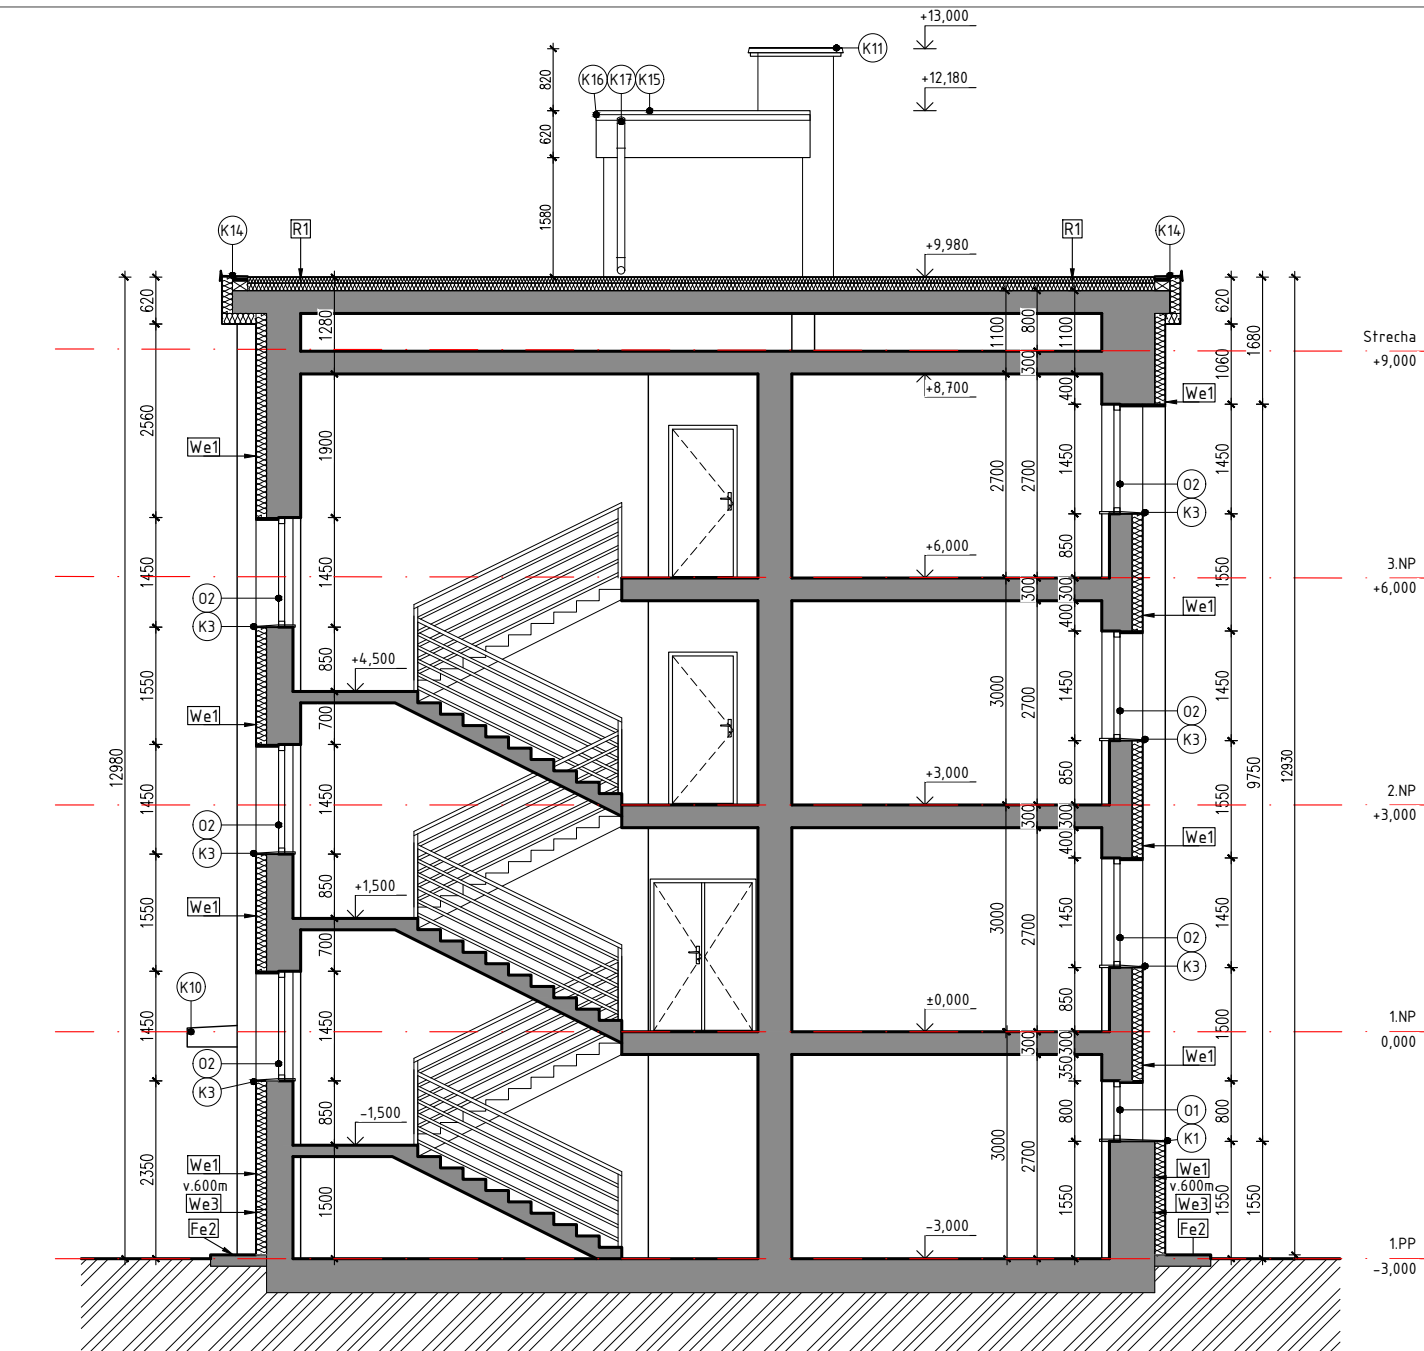 +13,000
K11
+12,180
K16 K17 K15
820
620
1580
K14
R1
R1
K14
+9,980
620
1280
1100
800
1100
620
1680
Strecha
+9,000
300
1060
+8,700
400
We1
2560
We1
1900
2700
2700
1450
1450
O2
K3
+6,000
850
1550
3.NP
+6,000
1450
1450
O2
K3
300
300
400
We1
+4,500
850
1550
We1
700
3000
2700
1450
1450
O2
K3
12980
9750
12930
+3,000
850
1550
2.NP
+3,000
1450
1450
O2
K3
300
300
400
We1
+1,500
850
1550
We1
700
3000
2700
1450
1450
O2
K3
K10
±0,000
850
1500
1.NP
0,000
1450
1450
O2
K3
300
300
350
We1
-1,500
850
800
800
O1
K1
3000
2700
2350
We1
v.600m
We3
Fe2
1500
1550
We1
v.600m
We3
Fe2
1550
1550
-3,000
1.PP
-3,000